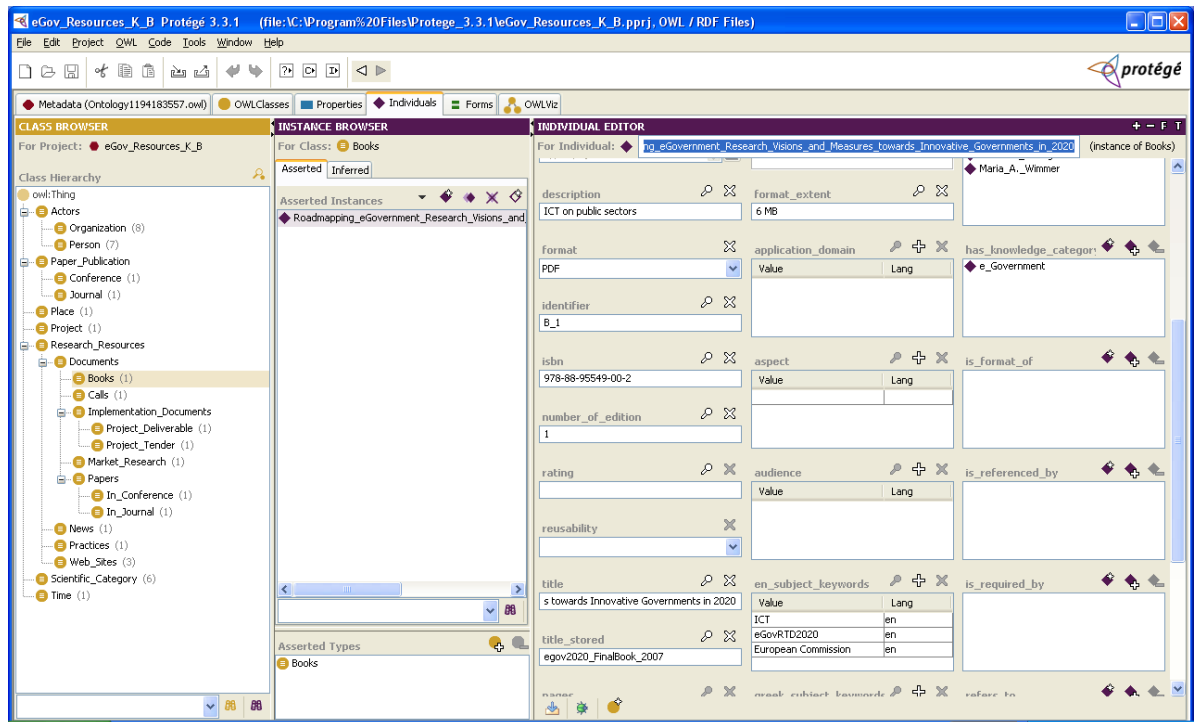 eGov_Resources_K_B Protégé 3.3.1 (file:\C:\Program%20Files\Protege_3.3.1\eGov_Resources_K_B.pprj, OWL / RDF Files)
File Edit Project OWL Code Tools Window Help
protégé
Metadata (Ontology1194183557.owl) OWLClasses Properties Individuals Forms OWLViz
CLASS BROWSER
For Project: eGov_Resources_K_B
Class Hierarchy
owl:Thing
Actors
Organization (8)
Person (7)
Paper_Publication
Conference (1)
Journal (1)
Place (1)
Project (1)
Research_Resources
Documents
Books (1)
Calls (1)
Implementation_Documents
Project_Deliverable (1)
Project_Tender (1)
Market_Research (1)
Papers
In_Conference (1)
In_Journal (1)
News (1)
Practices (1)
Web_Sites (3)
Scientific_Category (6)
Time (1)
INSTANCE BROWSER
For Class: Books
Asserted Inferred
Asserted Instances
Roadmapping_eGovernment_Research_Visions_and_
Asserted Types
Books
INDIVIDUAL EDITOR + − F T
For Individual: ng_eGovernment_Research_Visions_and_Measures_towards_Innovative_Governments_in_2020 (instance of Books)
Maria_A._Wimmer
description
ICT on public sectors
format_extent
6 MB
format
PDF
application_domain
Value Lang
has_knowledge_category
e_Government
identifier
B_1
isbn
978-88-95549-00-2
aspect
Value Lang
is_format_of
number_of_edition
1
rating
audience
Value Lang
is_referenced_by
reusability
title
s towards Innovative Governments in 2020
en_subject_keywords
Value Lang
ICT en
eGovRTD2020 en
European Commission en
is_required_by
title_stored
egov2020_FinalBook_2007
pages
greek_subject_keywords
refers_to